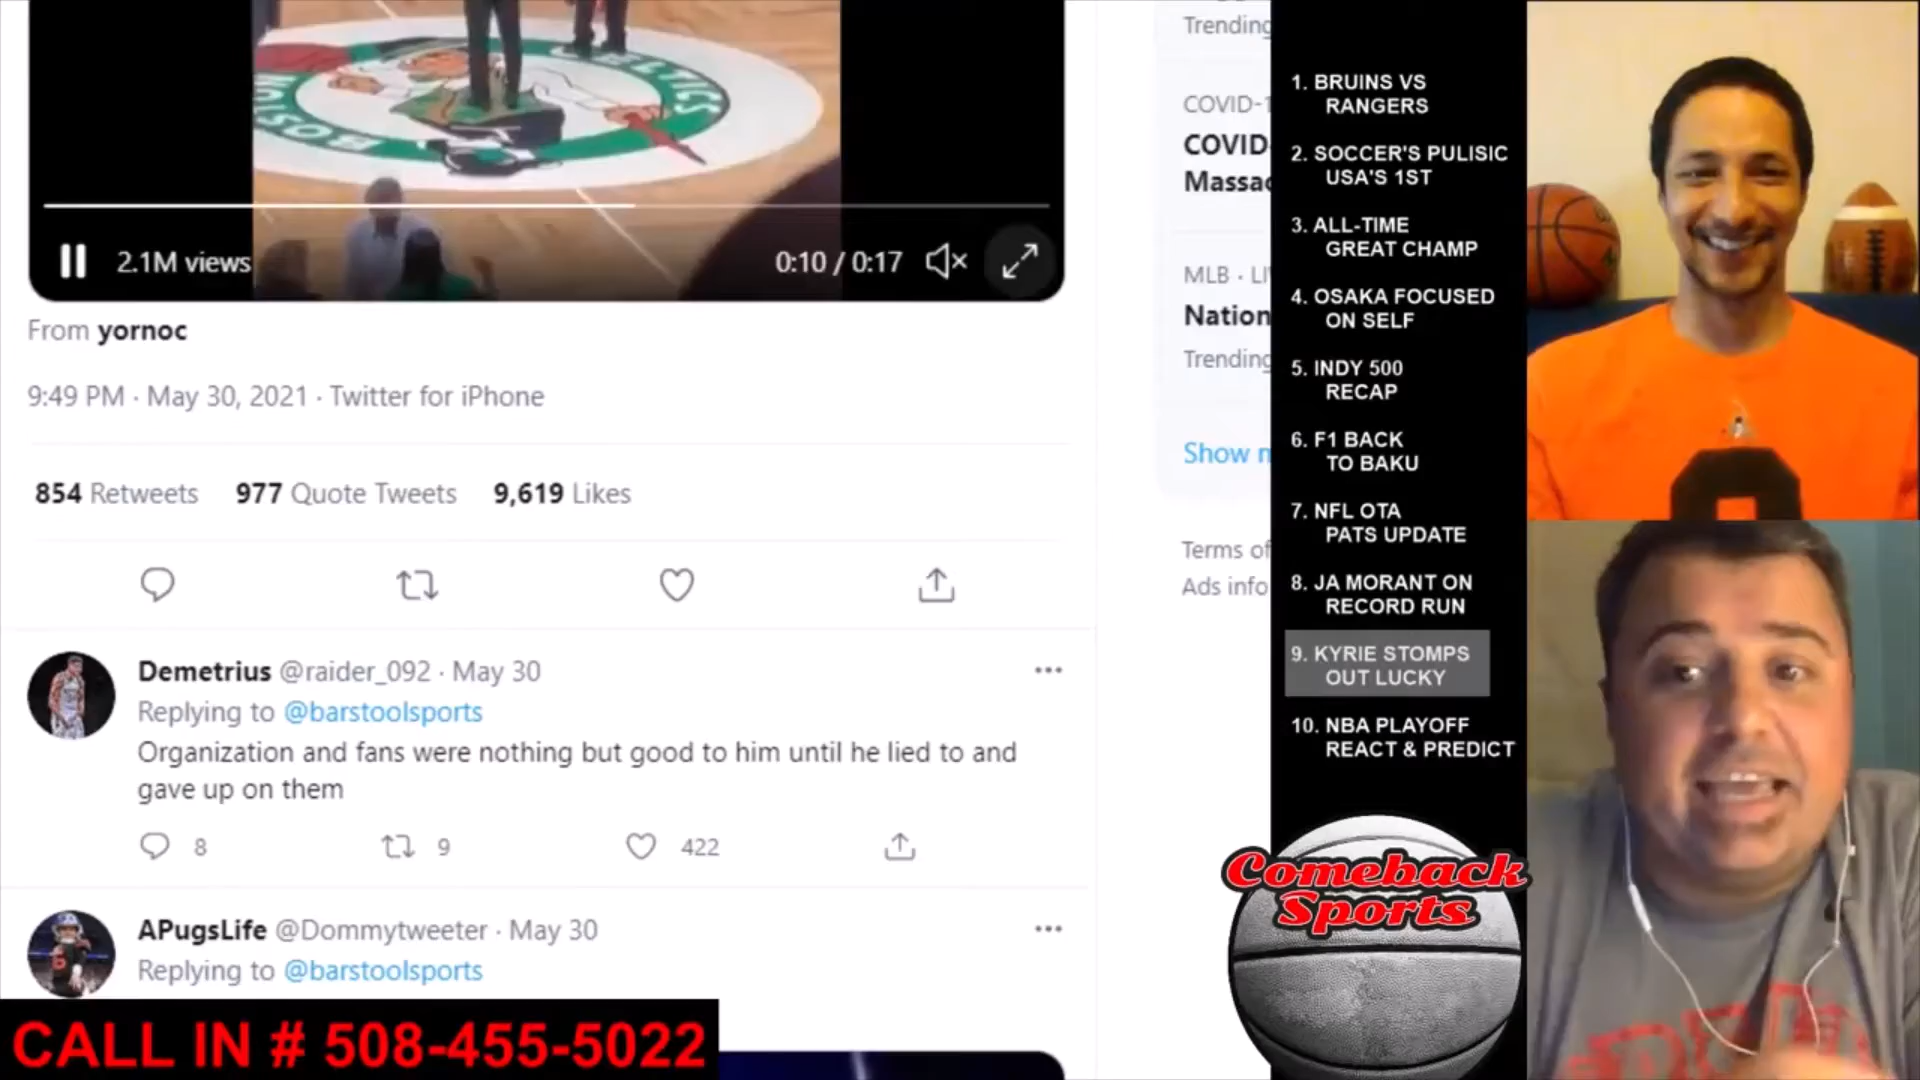 BOSTON
CELTICS
2.1M views
0:10 / 0:17
From yornoc
9:49 PM · May 30, 2021 · Twitter for iPhone
854 Retweets 977 Quote Tweets 9,619 Likes
Demetrius @raider_092 · May 30
Replying to @barstoolsports
Organization and fans were nothing but good to him until he lied to and
gave up on them
8 9 422
APugsLife @Dommytweeter · May 30
Replying to @barstoolsports
CALL IN # 508-455-5022
Trending
COVID-1
COVID
Massac
MLB · LI
Nation
Trending
Show
Terms of
Ads info
1. BRUINS VS
RANGERS
2. SOCCER'S PULISIC
USA'S 1ST
3. ALL-TIME
GREAT CHAMP
4. OSAKA FOCUSED
ON SELF
5. INDY 500
RECAP
6. F1 BACK
TO BAKU
7. NFL OTA
PATS UPDATE
8. JA MORANT ON
RECORD RUN
9. KYRIE STOMPS
OUT LUCKY
10. NBA PLAYOFF
REACT & PREDICT
Comeback
Sports